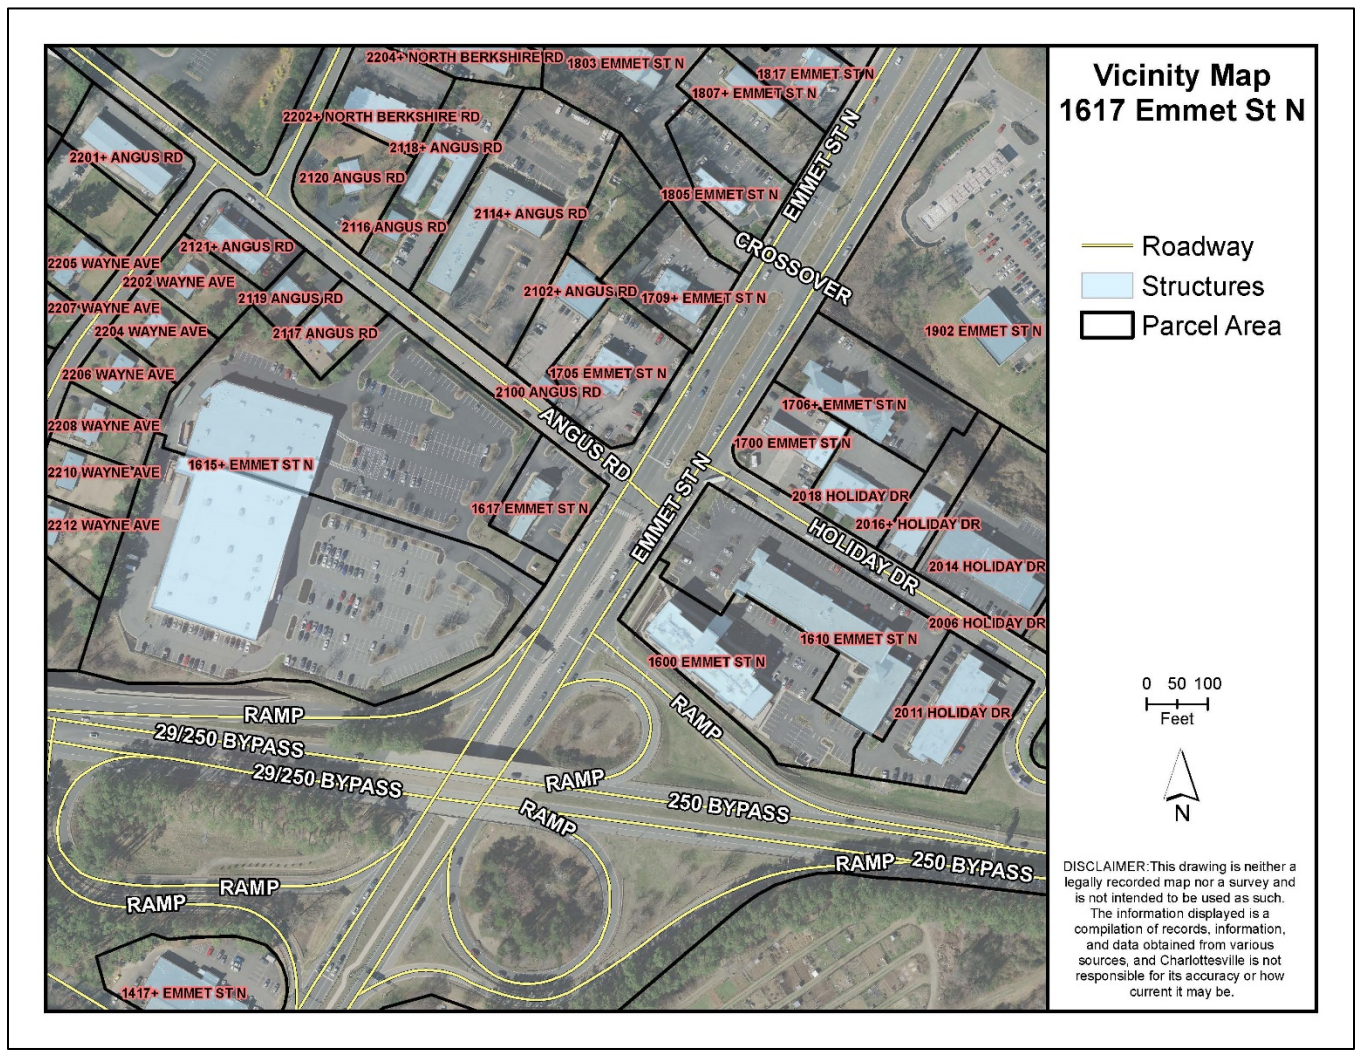 Vicinity Map
1617 Emmet St N
Roadway
Structures
Parcel Area
0 50 100
Feet
N
DISCLAIMER:This drawing is neither a
legally recorded map nor a survey and
is not intended to be used as such.
The information displayed is a
compilation of records, information,
and data obtained from various
sources, and Charlottesville is not
responsible for its accuracy or how
current it may be.
2204+ NORTH BERKSHIRE RD
1803 EMMET ST N
1817 EMMET ST N
1807+ EMMET ST N
2202+ NORTH BERKSHIRE RD
2118+ ANGUS RD
2201+ ANGUS RD
2120 ANGUS RD
1805 EMMET ST N
EMMET ST N
2114+ ANGUS RD
2116 ANGUS RD
2121+ ANGUS RD
CROSSOVER
2205 WAYNE AVE
2202 WAYNE AVE
2119 ANGUS RD
2102+ ANGUS RD
1709+ EMMET ST N
2207 WAYNE AVE
2204 WAYNE AVE
2117 ANGUS RD
1902 EMMET ST N
2206 WAYNE AVE
1705 EMMET ST N
2100 ANGUS RD
1706+ EMMET ST N
2208 WAYNE AVE
ANGUS RD
1700 EMMET ST N
2210 WAYNE AVE
1615+ EMMET ST N
2018 HOLIDAY DR
1617 EMMET ST N
EMMET ST N
2212 WAYNE AVE
2016+ HOLIDAY DR
HOLIDAY DR
2014 HOLIDAY DR
2006 HOLIDAY DR
1610 EMMET ST N
1600 EMMET ST N
2011 HOLIDAY DR
RAMP
RAMP
29/250 BYPASS
29/250 BYPASS
RAMP
250 BYPASS
RAMP
RAMP
250 BYPASS
RAMP
RAMP
1417+ EMMET ST N